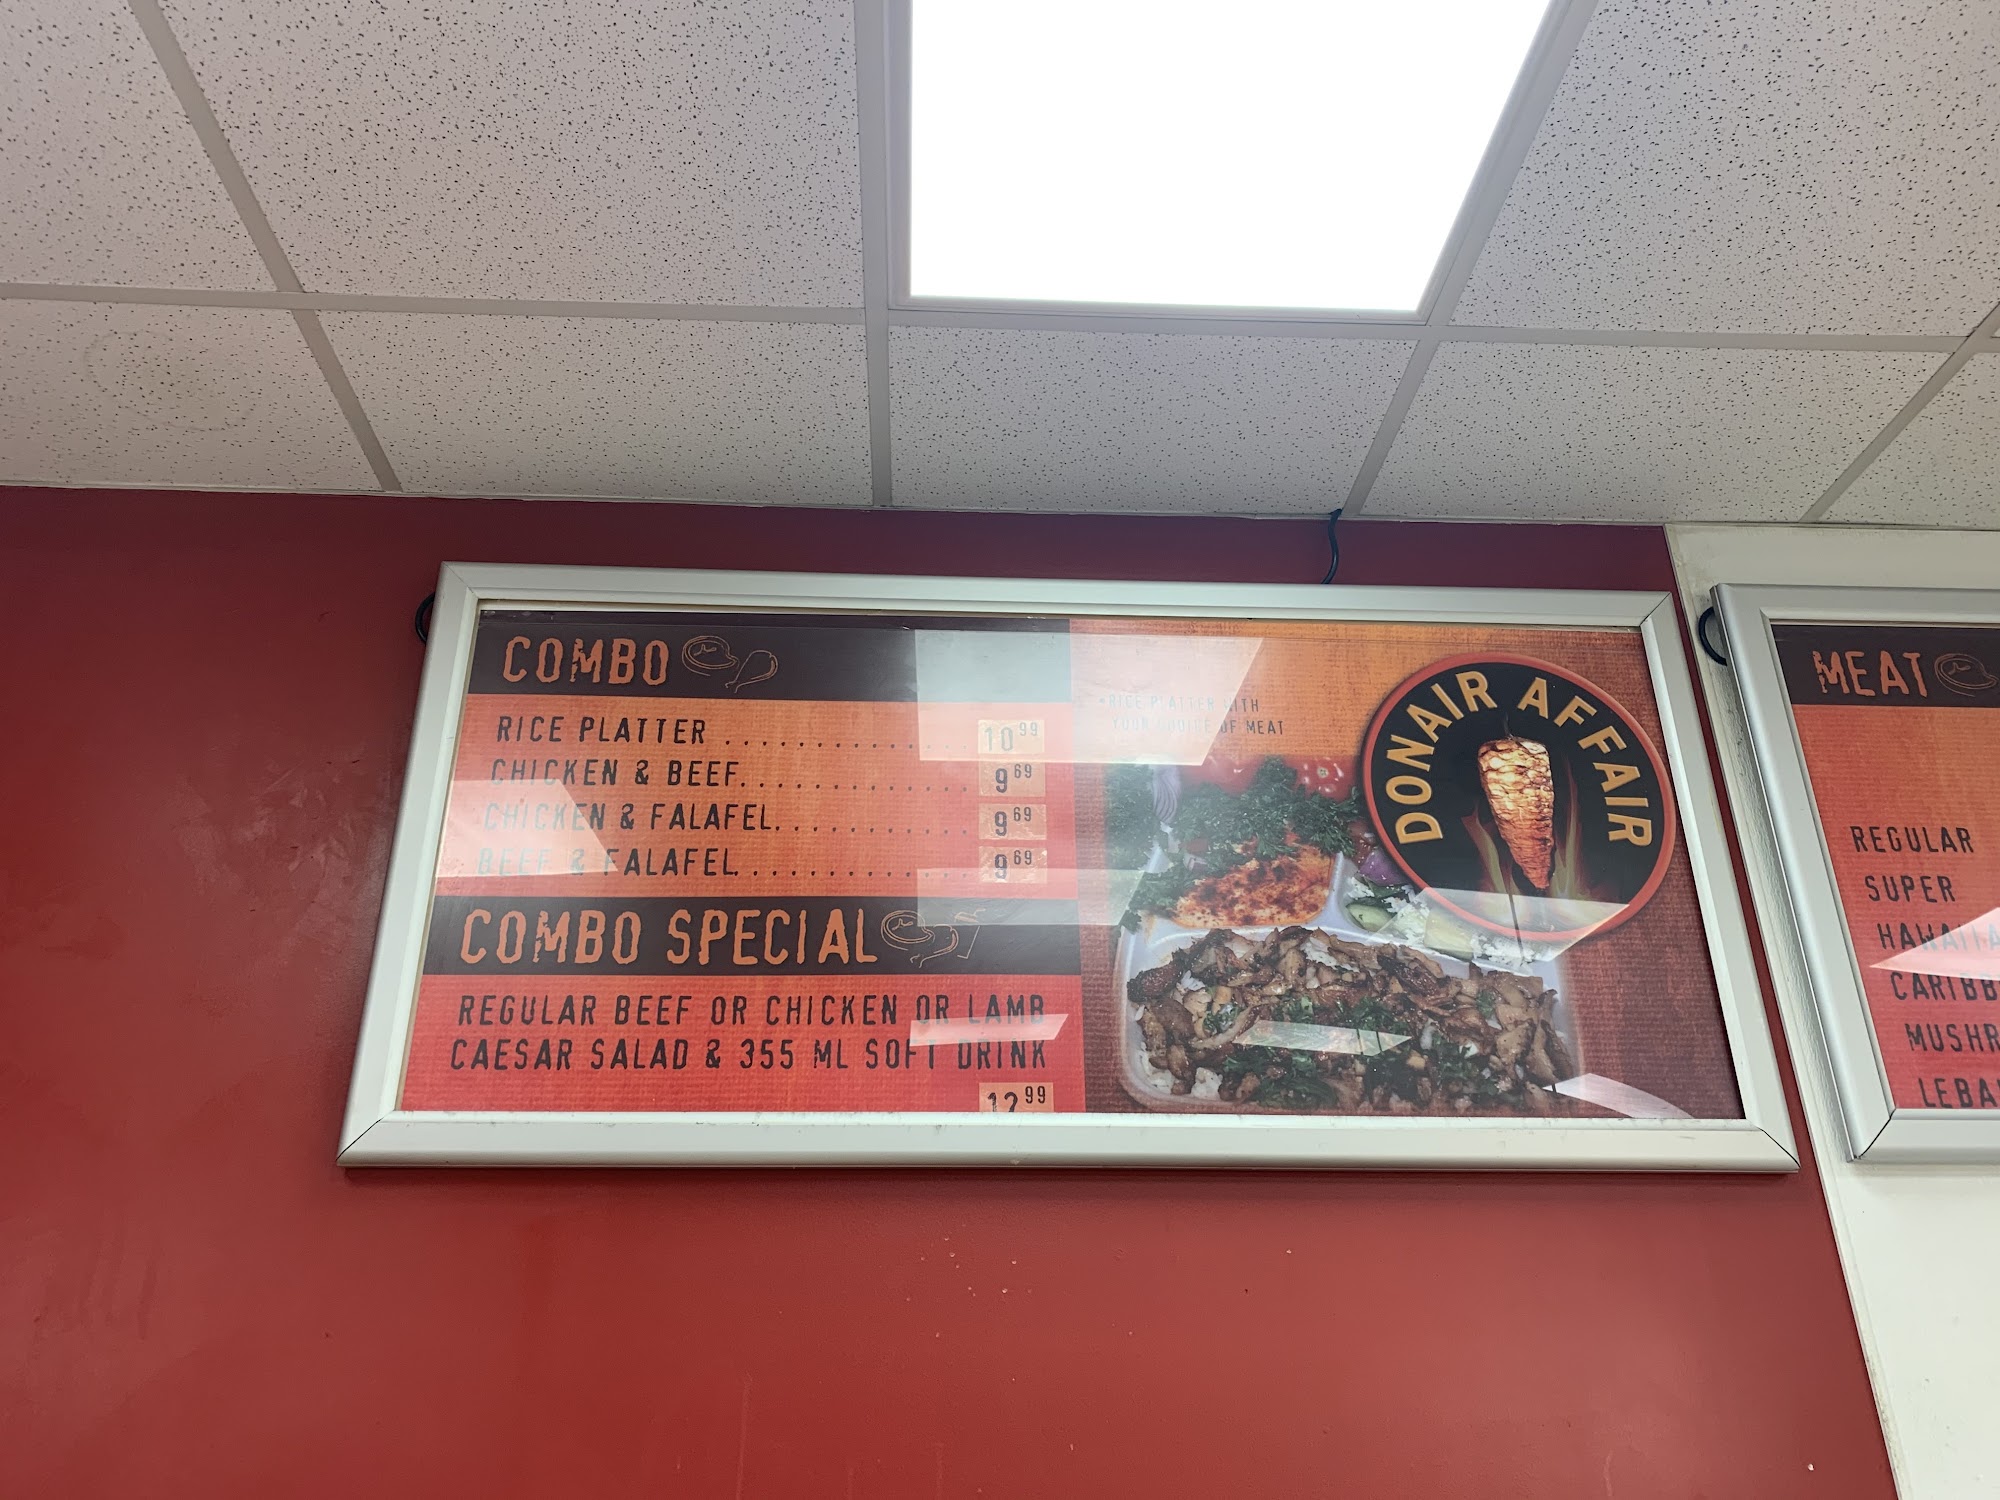 COMBO
RICE PLATTER . . . . . . . . . . . . . . . 10 99
CHICKEN & BEEF. . . . . . . . . . . . . . 9 69
CHICKEN & FALAFEL. . . . . . . . . . . . 9 69
BEEF & FALAFEL. . . . . . . . . . . . . . 9 69
COMBO SPECIAL
REGULAR BEEF OR CHICKEN OR LAMB
CAESAR SALAD & 355 ML SOFT DRINK
12 99
•RICE PLATTER WITH
YOUR CHOICE OF MEAT
DONAIR AFFAIR
MEAT
REGULAR
SUPER